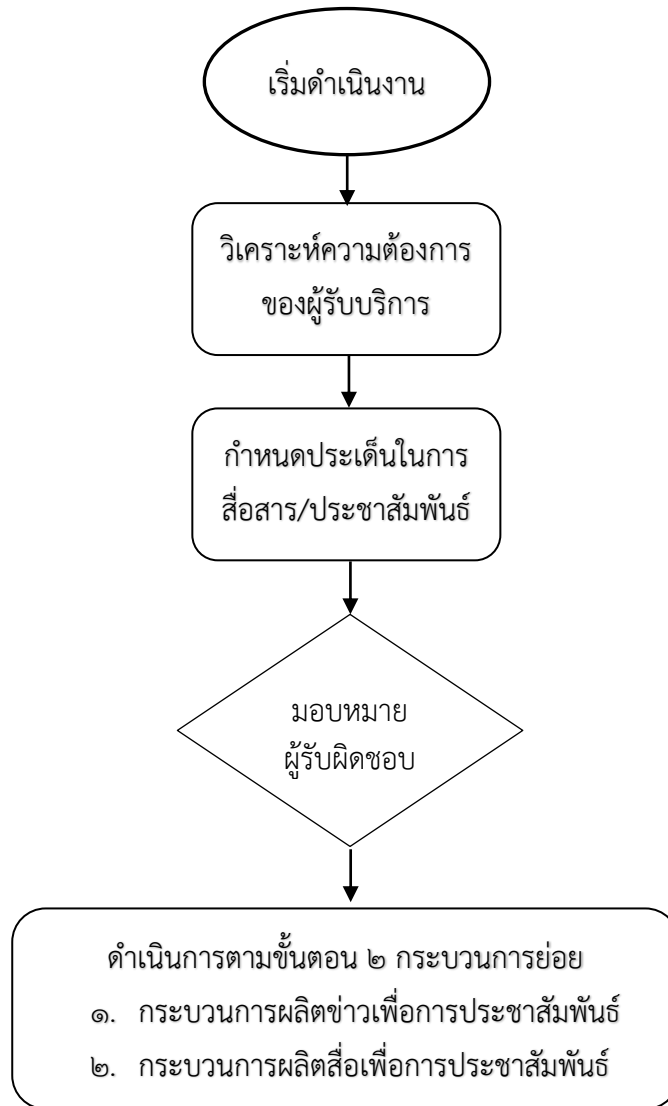 เริ่มดำเนินงาน
วิเคราะห์ความต้องการ
ของผู้รับบริการ
กำหนดประเด็นในการ
สื่อสาร/ประชาสัมพันธ์
มอบหมาย
ผู้รับผิดชอบ
ดำเนินการตามขั้นตอน ๒ กระบวนการย่อย
๑. กระบวนการผลิตข่าวเพื่อการประชาสัมพันธ์
๒. กระบวนการผลิตสื่อเพื่อการประชาสัมพันธ์